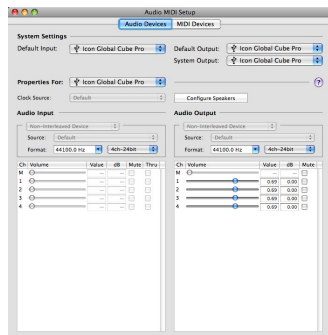 Audio MIDI Setup
Audio Devices MIDI Devices
System Settings
Default Input: Icon Global Cube Pro
Default Output: Icon Global Cube Pro
System Output: Icon Global Cube Pro
Properties For: Icon Global Cube Pro ?
Clock Source: Default
Configure Speakers
Audio Input
Non-Interleaved Device
Source: Default
Format: 44100.0 Hz 4ch-24bit
Ch Volume Value dB Mute Thru
M -- --
1 -- --
2 -- --
3 -- --
4 -- --
Audio Output
Non-Interleaved Device
Source: Default
Format: 44100.0 Hz 4ch-24bit
Ch Volume Value dB Mute
M -- --
1 0.69 0.00
2 0.69 0.00
3 0.69 0.00
4 0.69 0.00